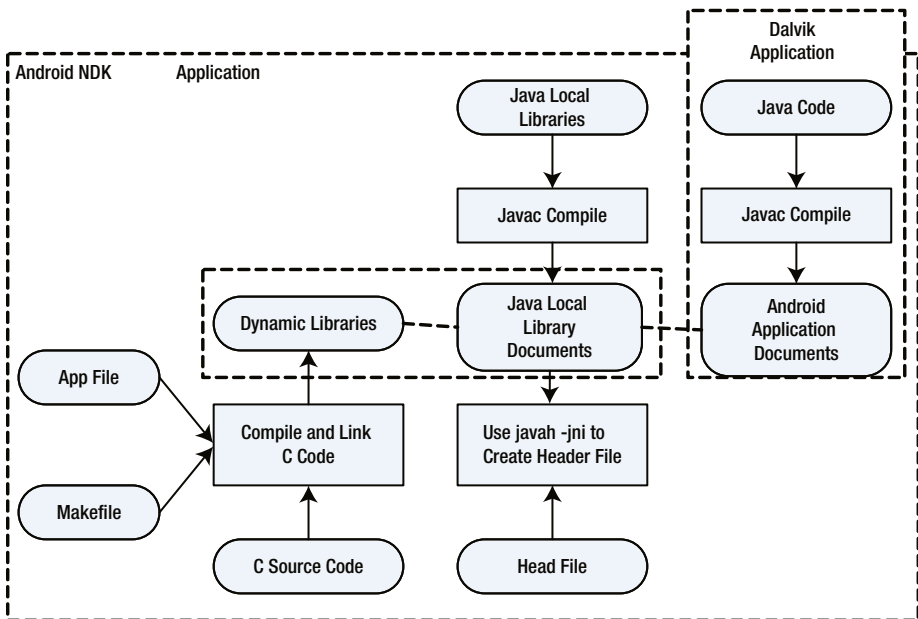 Dalvik
Application
Android NDK
Application
Java Local
Libraries
Java Code
Javac Compile
Javac Compile
Dynamic Libraries
Java Local
Library
Documents
Android
Application
Documents
App File
Compile and Link
C Code
Use javah -jni to
Create Header File
Makefile
C Source Code
Head File